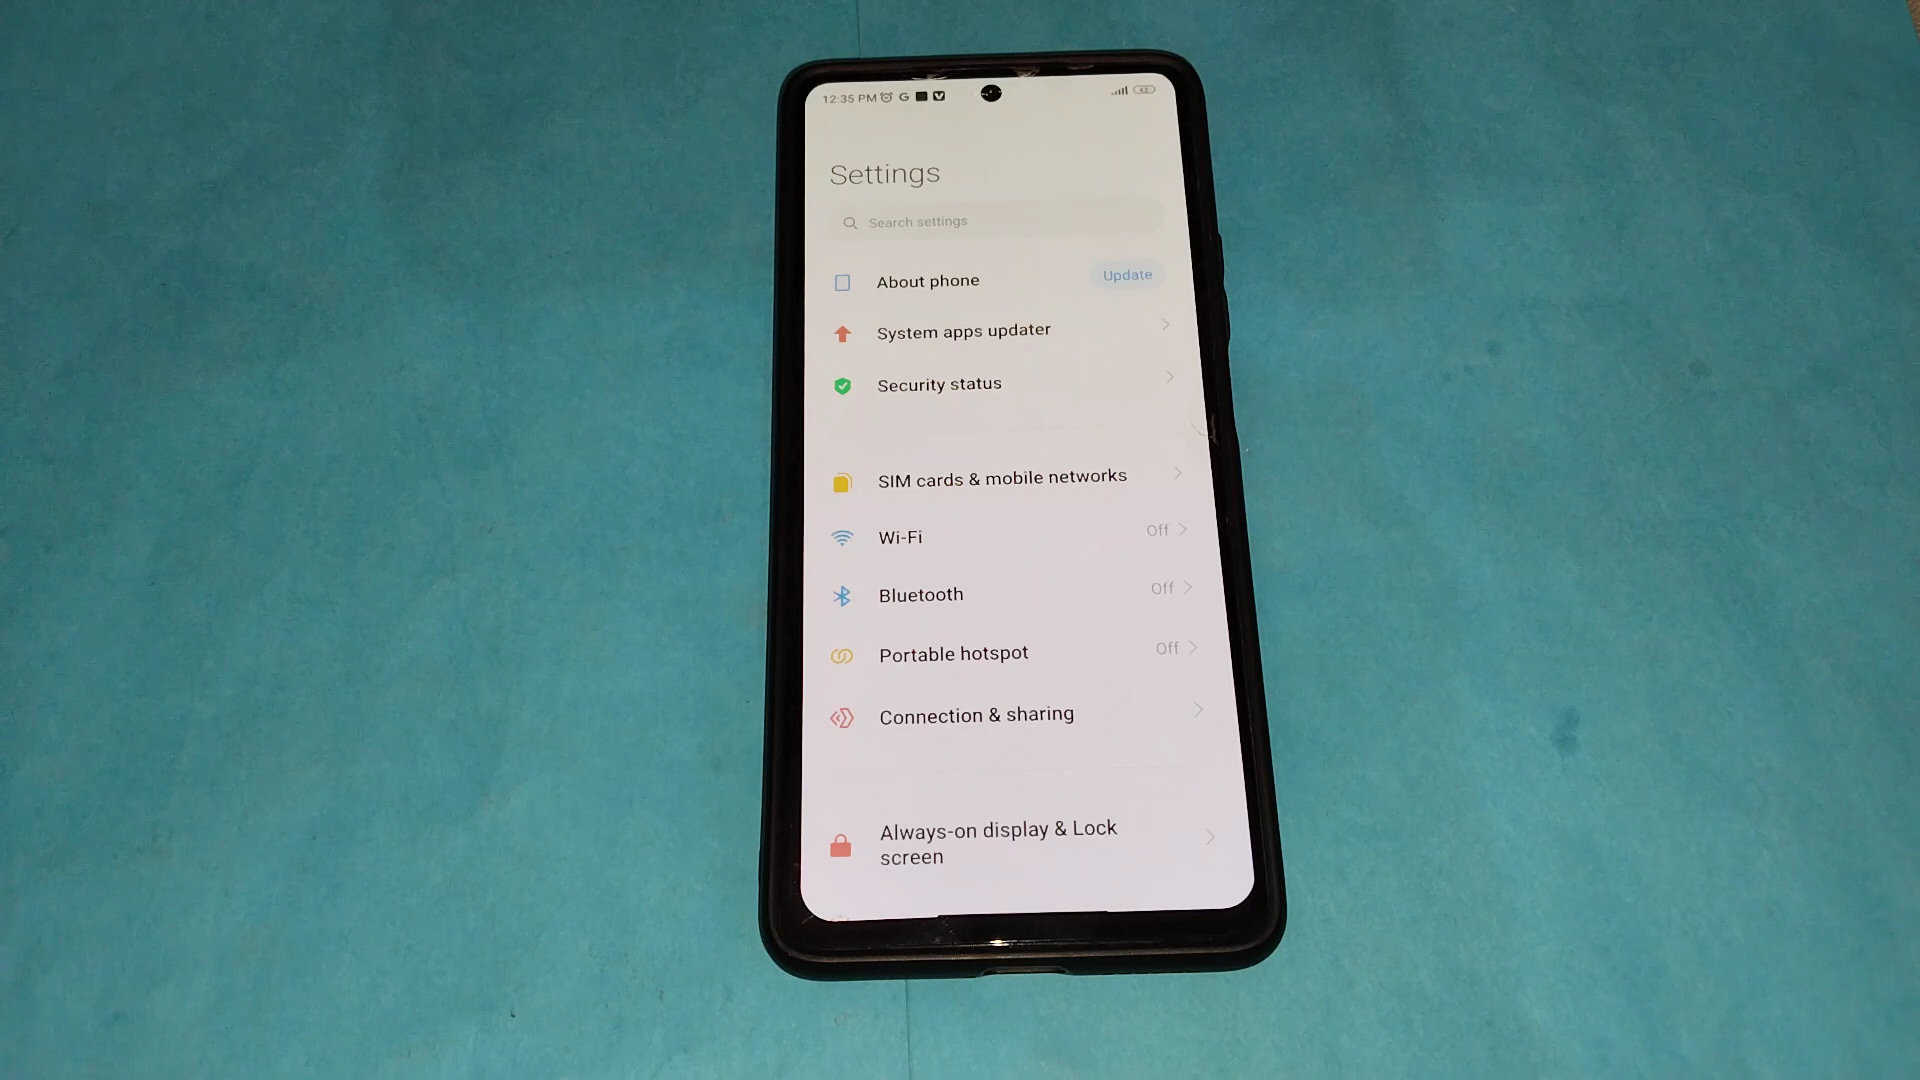 12:35 PM G
Settings
Search settings
About phone Update
System apps updater
Security status
SIM cards & mobile networks
Wi-Fi Off
Bluetooth Off
Portable hotspot Off
Connection & sharing
Always-on display & Lock
screen